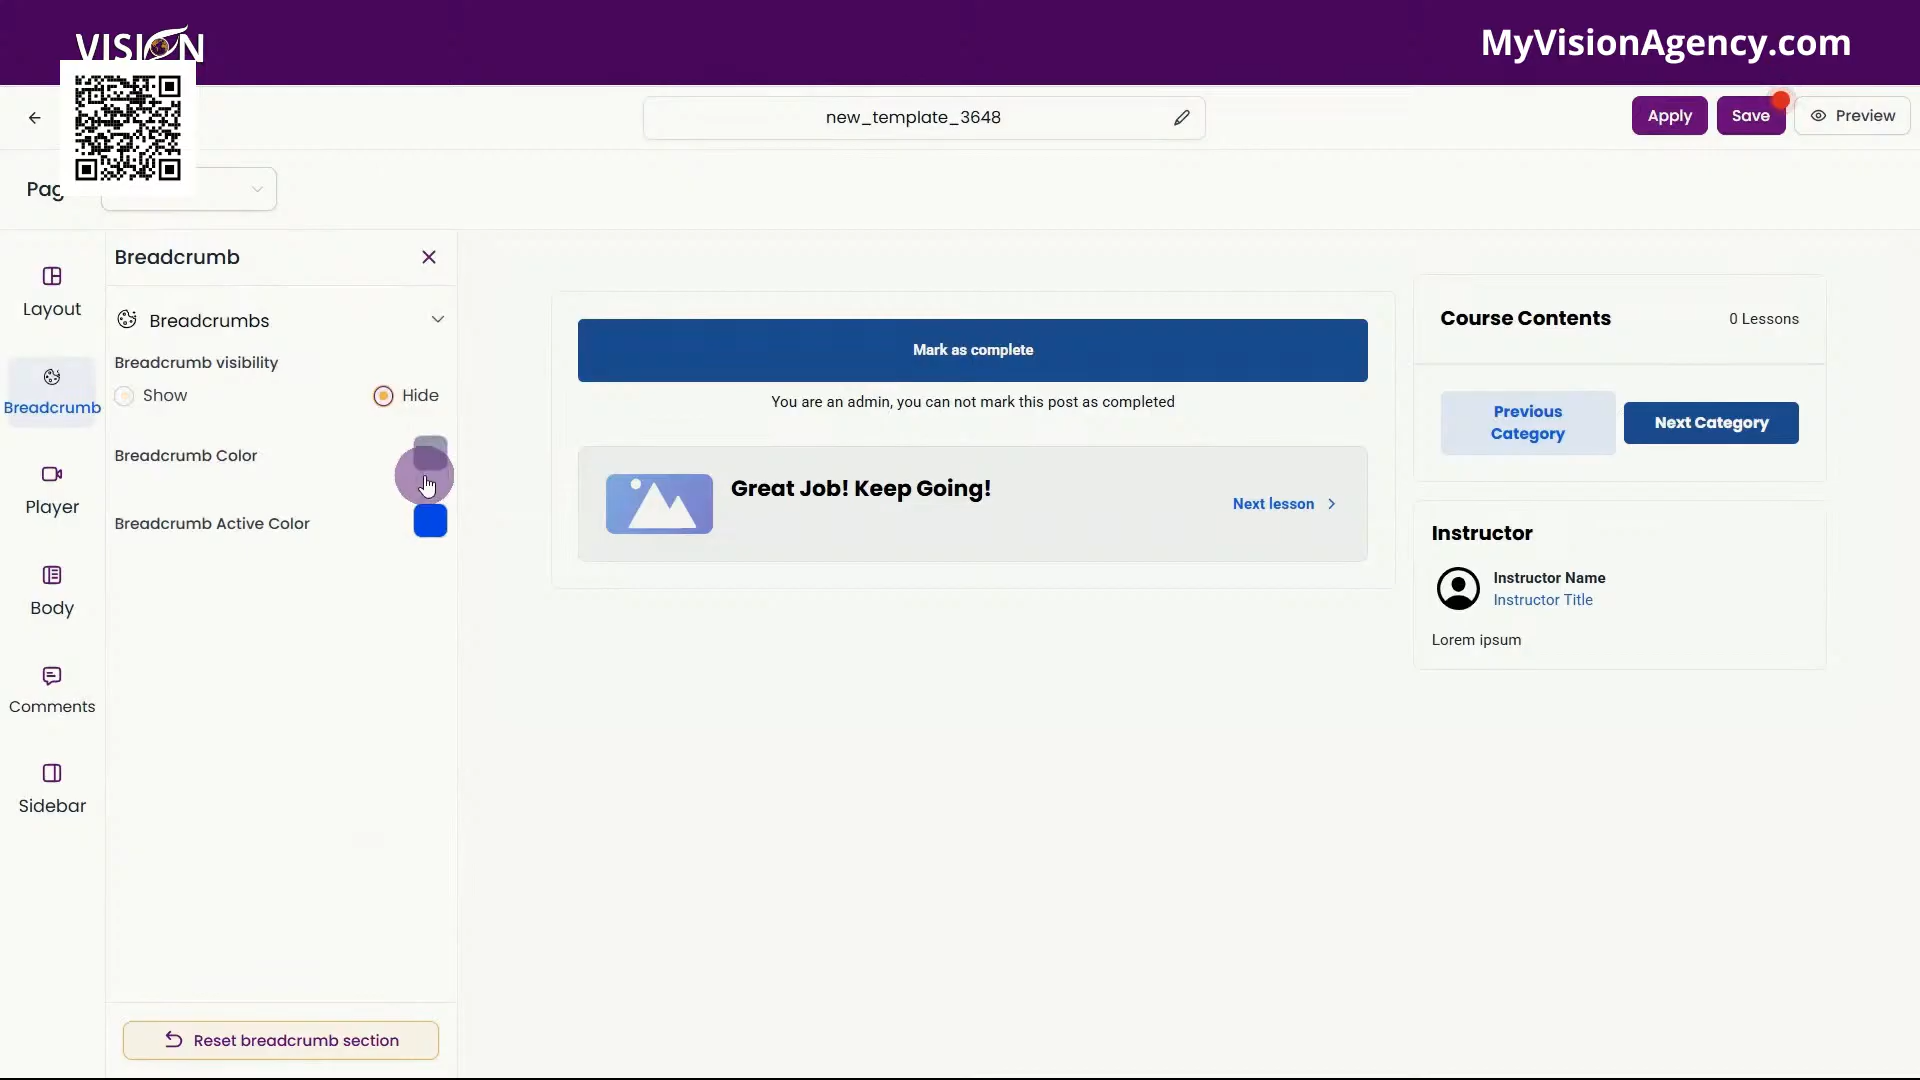 VISION
MyVisionAgency.com
new_template_3648
Apply
Save
Preview
Breadcrumb
Layout
Breadcrumbs
Breadcrumb visibility
Show
Hide
Breadcrumb
Breadcrumb Color
Breadcrumb Active Color
Player
Body
Comments
Sidebar
Reset breadcrumb section
Mark as complete
You are an admin, you can not mark this post as completed
Great Job! Keep Going!
Next lesson
Course Contents
0 Lessons
Previous
Category
Next Category
Instructor
Instructor Name
Instructor Title
Lorem ipsum